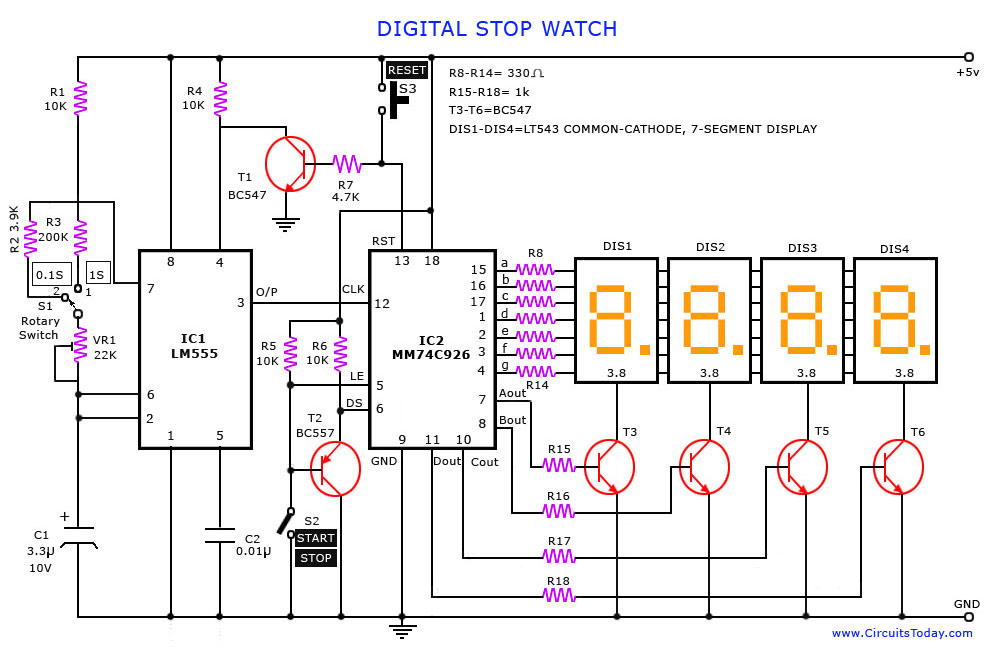 DIGITAL STOP WATCH
+5v
RESET
S3
R8-R14= 330Ω
R15-R18= 1k
T3-T6=BC547
DIS1-DIS4=LT543 COMMON-CATHODE, 7-SEGMENT DISPLAY
R1
10K
R4
10K
T1
BC547
R7
4.7K
R2 3.9K
R3
200K
0.1S
1S
2
1
S1
Rotary
Switch
VR1
22K
8
4
7
3
O/P
IC1
LM555
6
2
1
5
RST
13
18
CLK
12
IC2
MM74C926
R5
10K
R6
10K
LE
5
DS
6
T2
BC557
9
11
10
GND
Dout
Cout
15
a
16
b
17
c
1
d
2
e
3
f
4
g
R8
R14
7
Aout
8
Bout
DIS1
DIS2
DIS3
DIS4
8.
8.
8.
8.
3.8
3.8
3.8
3.8
T3
T4
T5
T6
R15
R16
R17
R18
+
C1
3.3µ
10V
C2
0.01µ
S2
START
STOP
GND
www.CircuitsToday.com